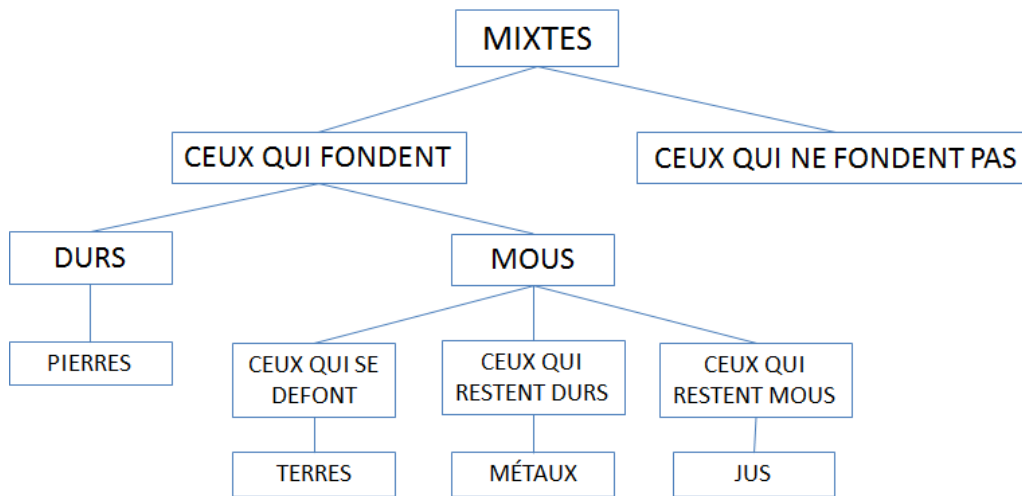 MIXTES
CEUX QUI FONDENT
CEUX QUI NE FONDENT PAS
DURS
MOUS
PIERRES
CEUX QUI SE
DEFONT
CEUX QUI
RESTENT DURS
CEUX QUI
RESTENT MOUS
TERRES
MÉTAUX
JUS